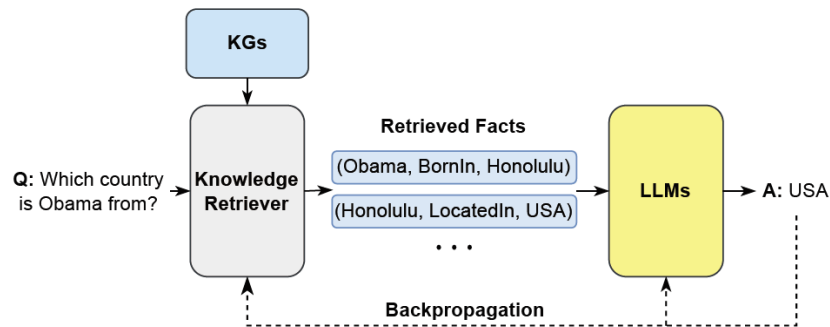 KGs
Q: Which country
is Obama from?
Knowledge
Retriever
Retrieved Facts
(Obama, BornIn, Honolulu)
(Honolulu, LocatedIn, USA)
...
LLMs
A: USA
Backpropagation